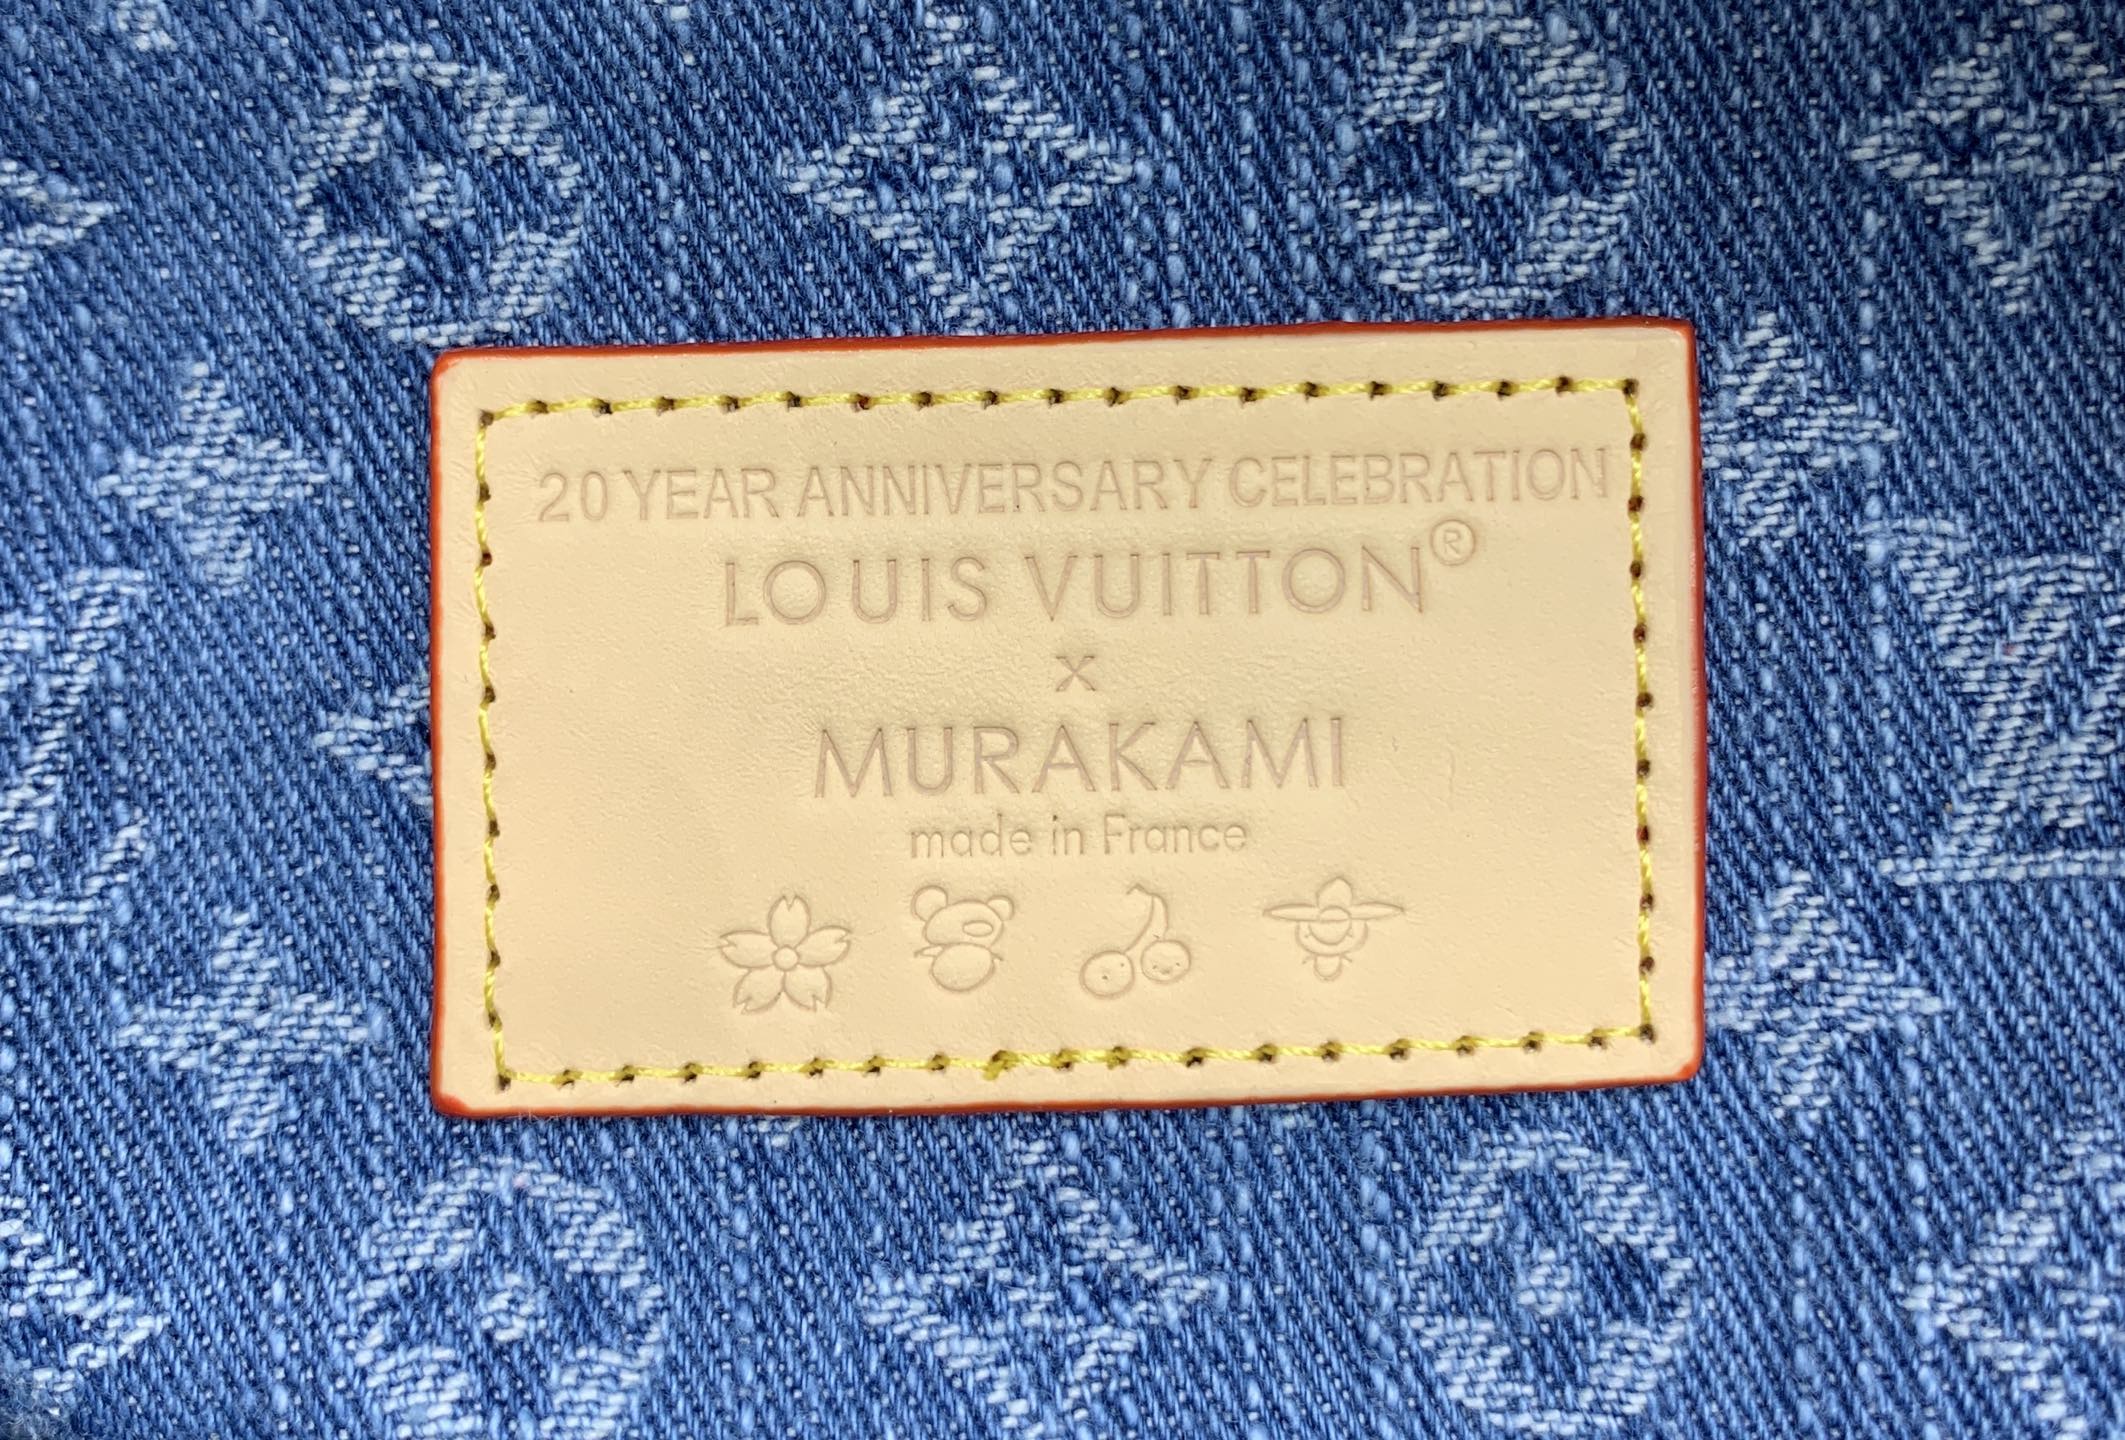 20 YEAR ANNIVERSARY CELEBRATION
LOUIS VUITTON®
x
MURAKAMI
made in France